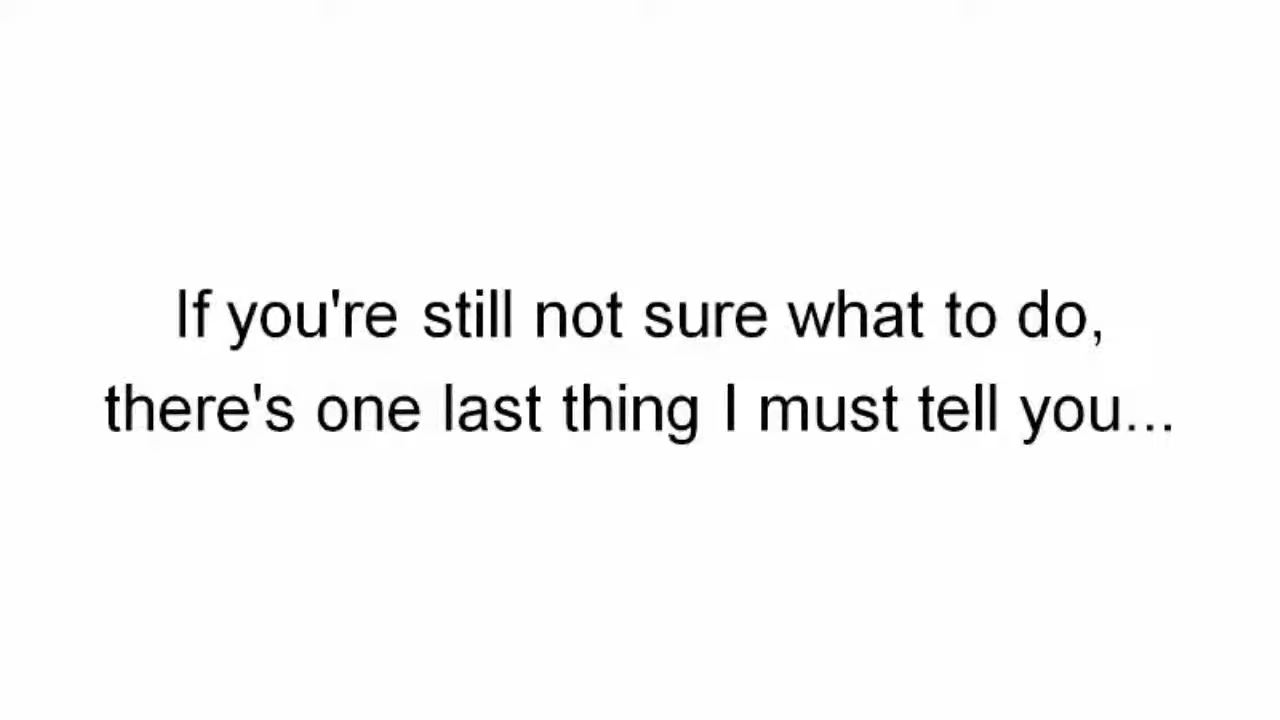 If you're still not sure what to do,
there's one last thing I must tell you...